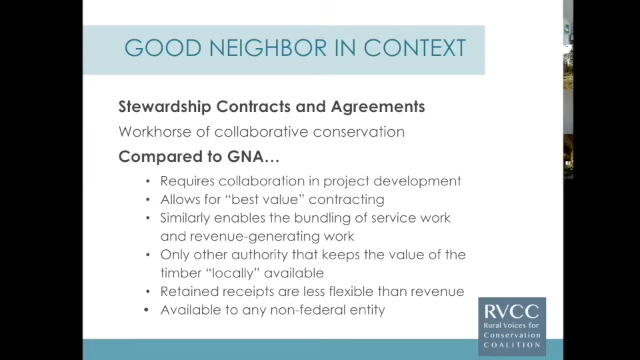 GOOD NEIGHBOR IN CONTEXT
Stewardship Contracts and Agreements
Workhorse of collaborative conservation
Compared to GNA…
• Requires collaboration in project development
• Allows for “best value” contracting
• Similarly enables the bundling of service work
and revenue-generating work
• Only other authority that keeps the value of the
timber “locally” available
• Retained receipts are less flexible than revenue
• Available to any non-federal entity
RVCC
Rural Voices for
Conservation
COALITION